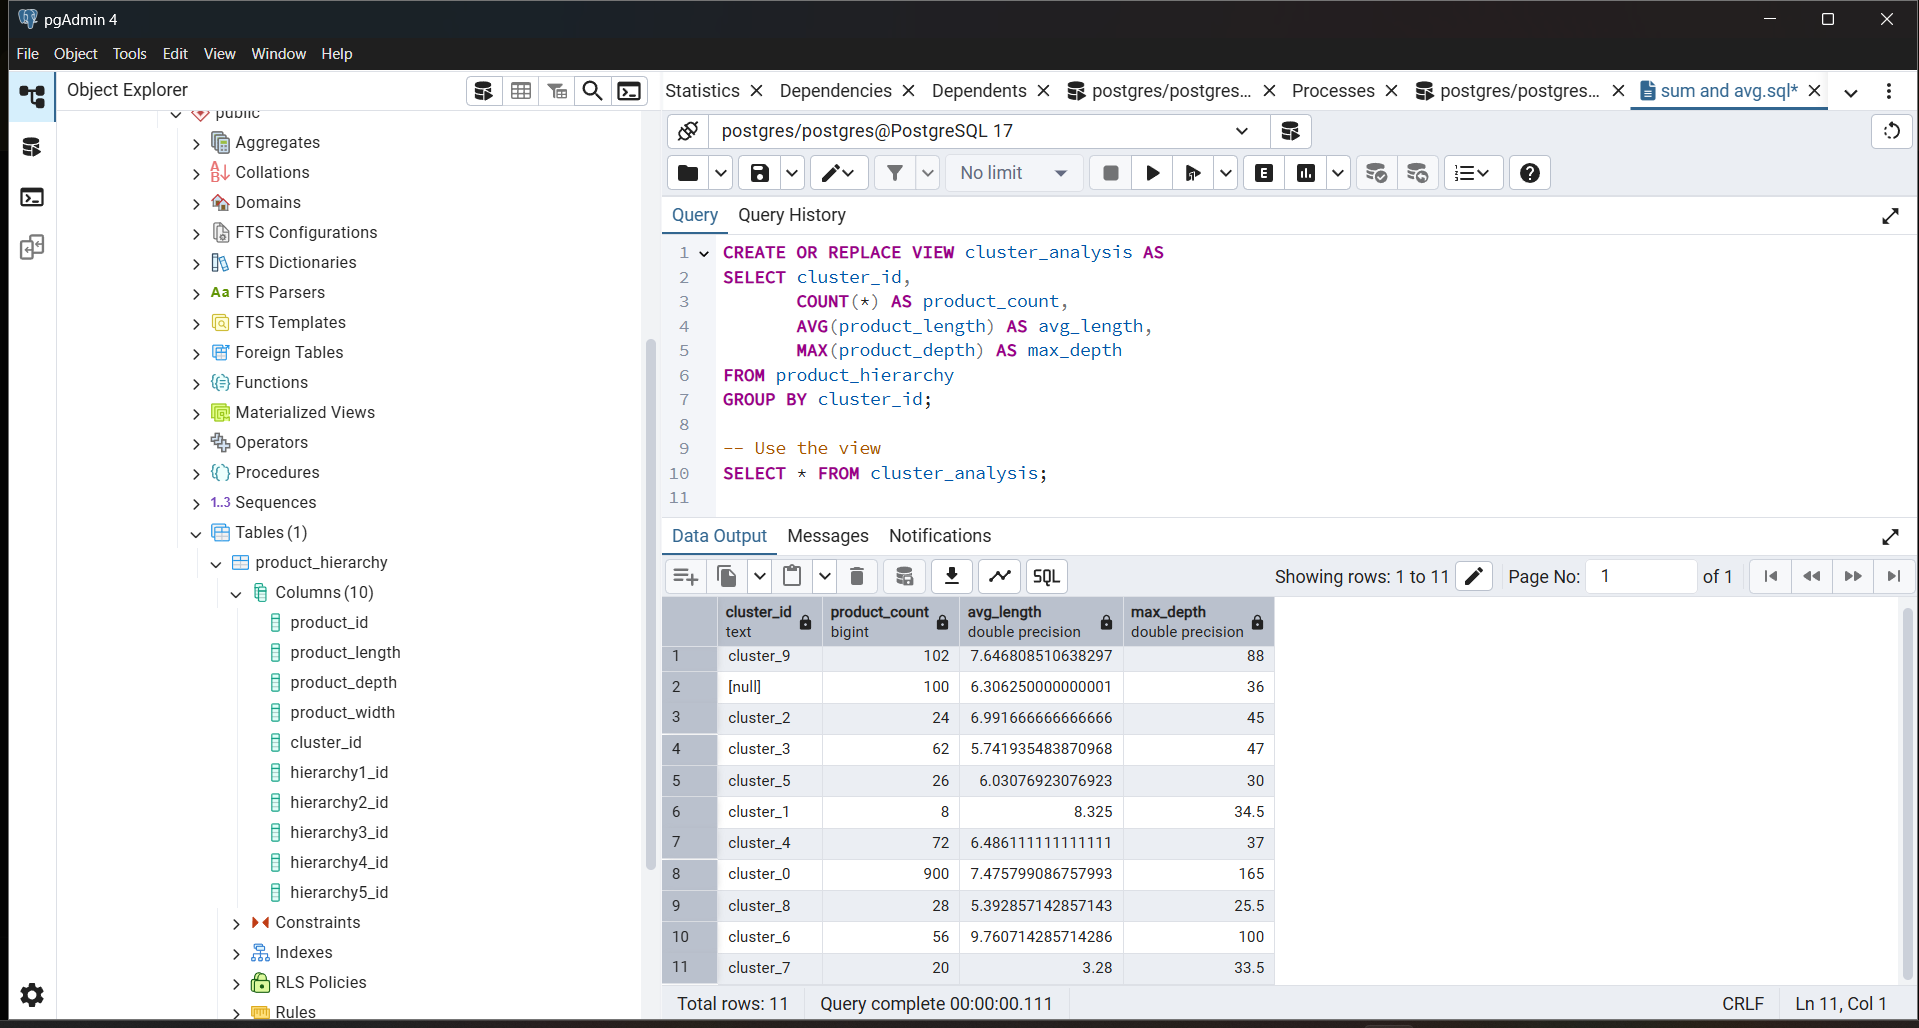 pgAdmin 4
File Object Tools Edit View Window Help
Object Explorer
public
Aggregates
Collations
Domains
FTS Configurations
FTS Dictionaries
Aa FTS Parsers
FTS Templates
Foreign Tables
Functions
Materialized Views
Operators
Procedures
1..3 Sequences
Tables (1)
product_hierarchy
Columns (10)
product_id
product_length
product_depth
product_width
cluster_id
hierarchy1_id
hierarchy2_id
hierarchy3_id
hierarchy4_id
hierarchy5_id
Constraints
Indexes
RLS Policies
Rules
Statistics Dependencies Dependents postgres/postgres... Processes postgres/postgres... sum and avg.sql*
postgres/postgres@PostgreSQL 17
No limit E
Query Query History
1 CREATE OR REPLACE VIEW cluster_analysis AS
2 SELECT cluster_id,
3 COUNT(*) AS product_count,
4 AVG(product_length) AS avg_length,
5 MAX(product_depth) AS max_depth
6 FROM product_hierarchy
7 GROUP BY cluster_id;
8
9 -- Use the view
10 SELECT * FROM cluster_analysis;
11
Data Output Messages Notifications
SQL Showing rows: 1 to 11 Page No: 1 of 1
cluster_id product_count avg_length max_depth
text bigint double precision double precision
1 cluster_9 102 7.646808510638297 88
2 [null] 100 6.306250000000001 36
3 cluster_2 24 6.991666666666666 45
4 cluster_3 62 5.741935483870968 47
5 cluster_5 26 6.03076923076923 30
6 cluster_1 8 8.325 34.5
7 cluster_4 72 6.486111111111111 37
8 cluster_0 900 7.475799086757993 165
9 cluster_8 28 5.392857142857143 25.5
10 cluster_6 56 9.760714285714286 100
11 cluster_7 20 3.28 33.5
Total rows: 11 Query complete 00:00:00.111 CRLF Ln 11, Col 1